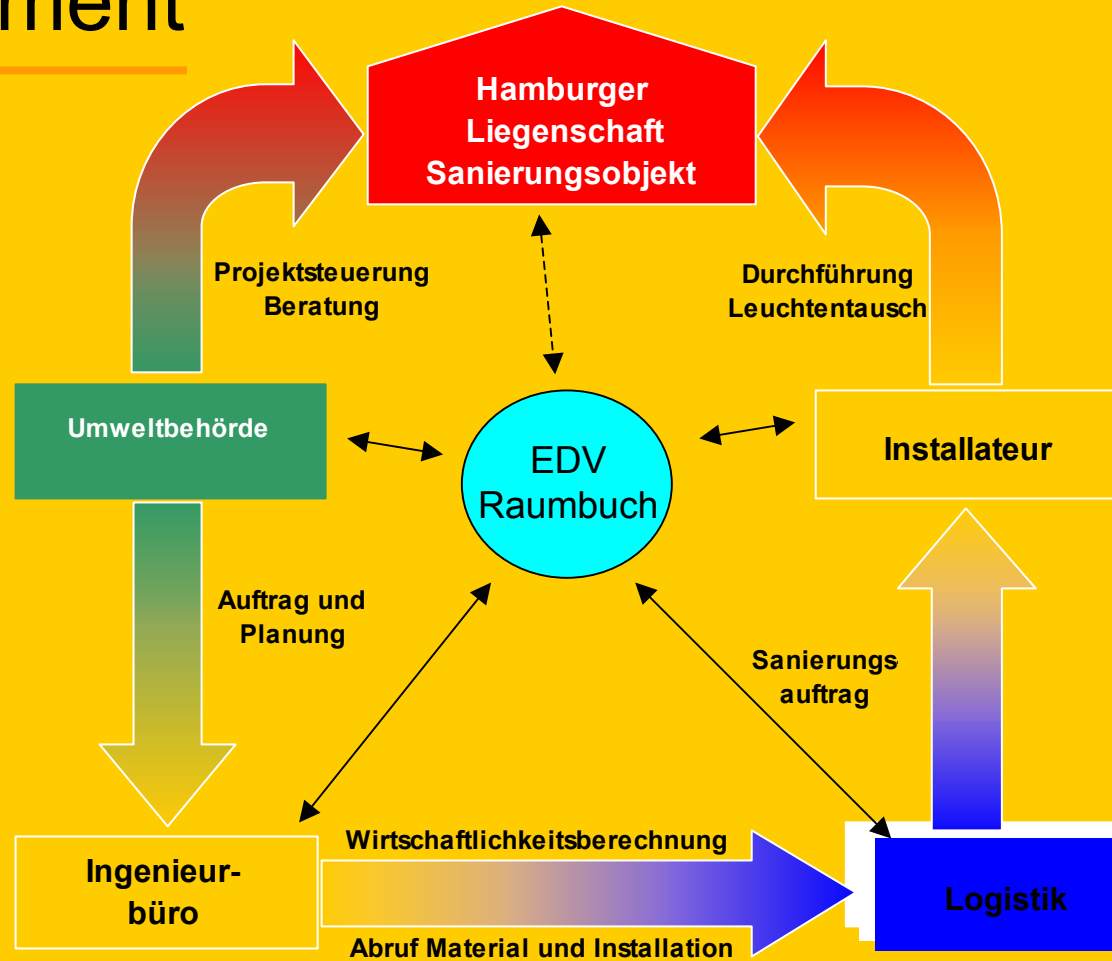 ment
Hamburger
Liegenschaft
Sanierungsobjekt
Projektsteuerung
Beratung
Durchführung
Leuchtentausch
Umweltbehörde
EDV
Raumbuch
Installateur
Auftrag und
Planung
Sanierungs
auftrag
Wirtschaftlichkeitsberechnung
Ingenieur-
büro
Logistik
Abruf Material und Installation